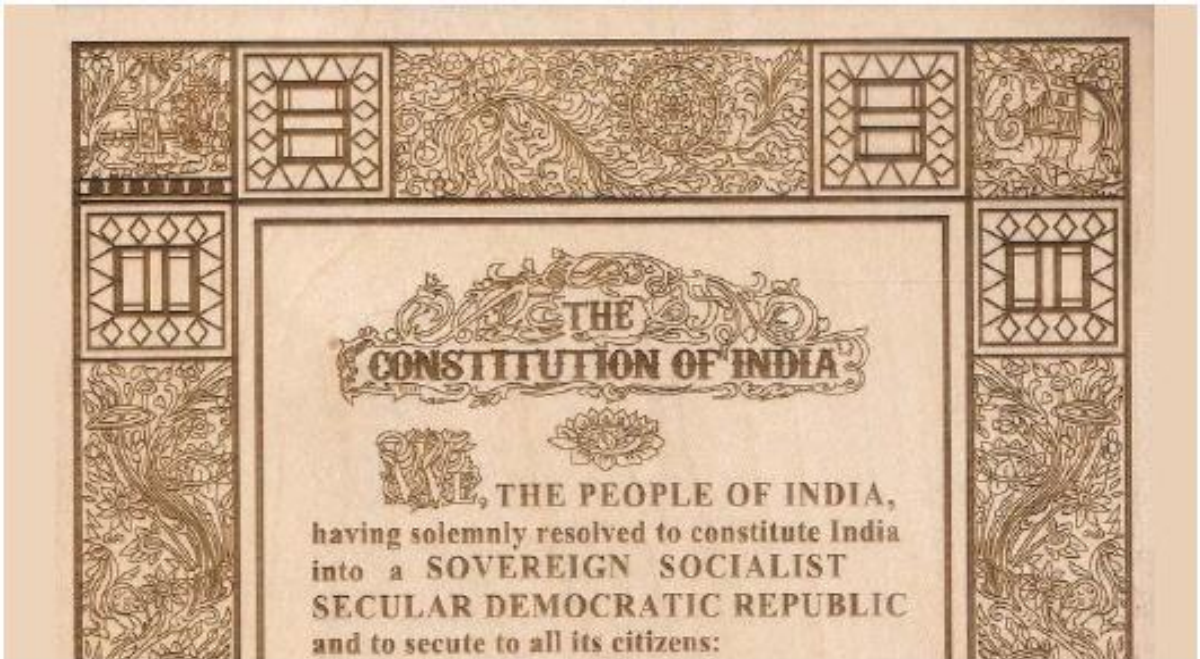 THE
CONSTITUTION OF INDIA
WE, THE PEOPLE OF INDIA,
having solemnly resolved to constitute India
into a SOVEREIGN SOCIALIST
SECULAR DEMOCRATIC REPUBLIC
and to secute to all its citizens: